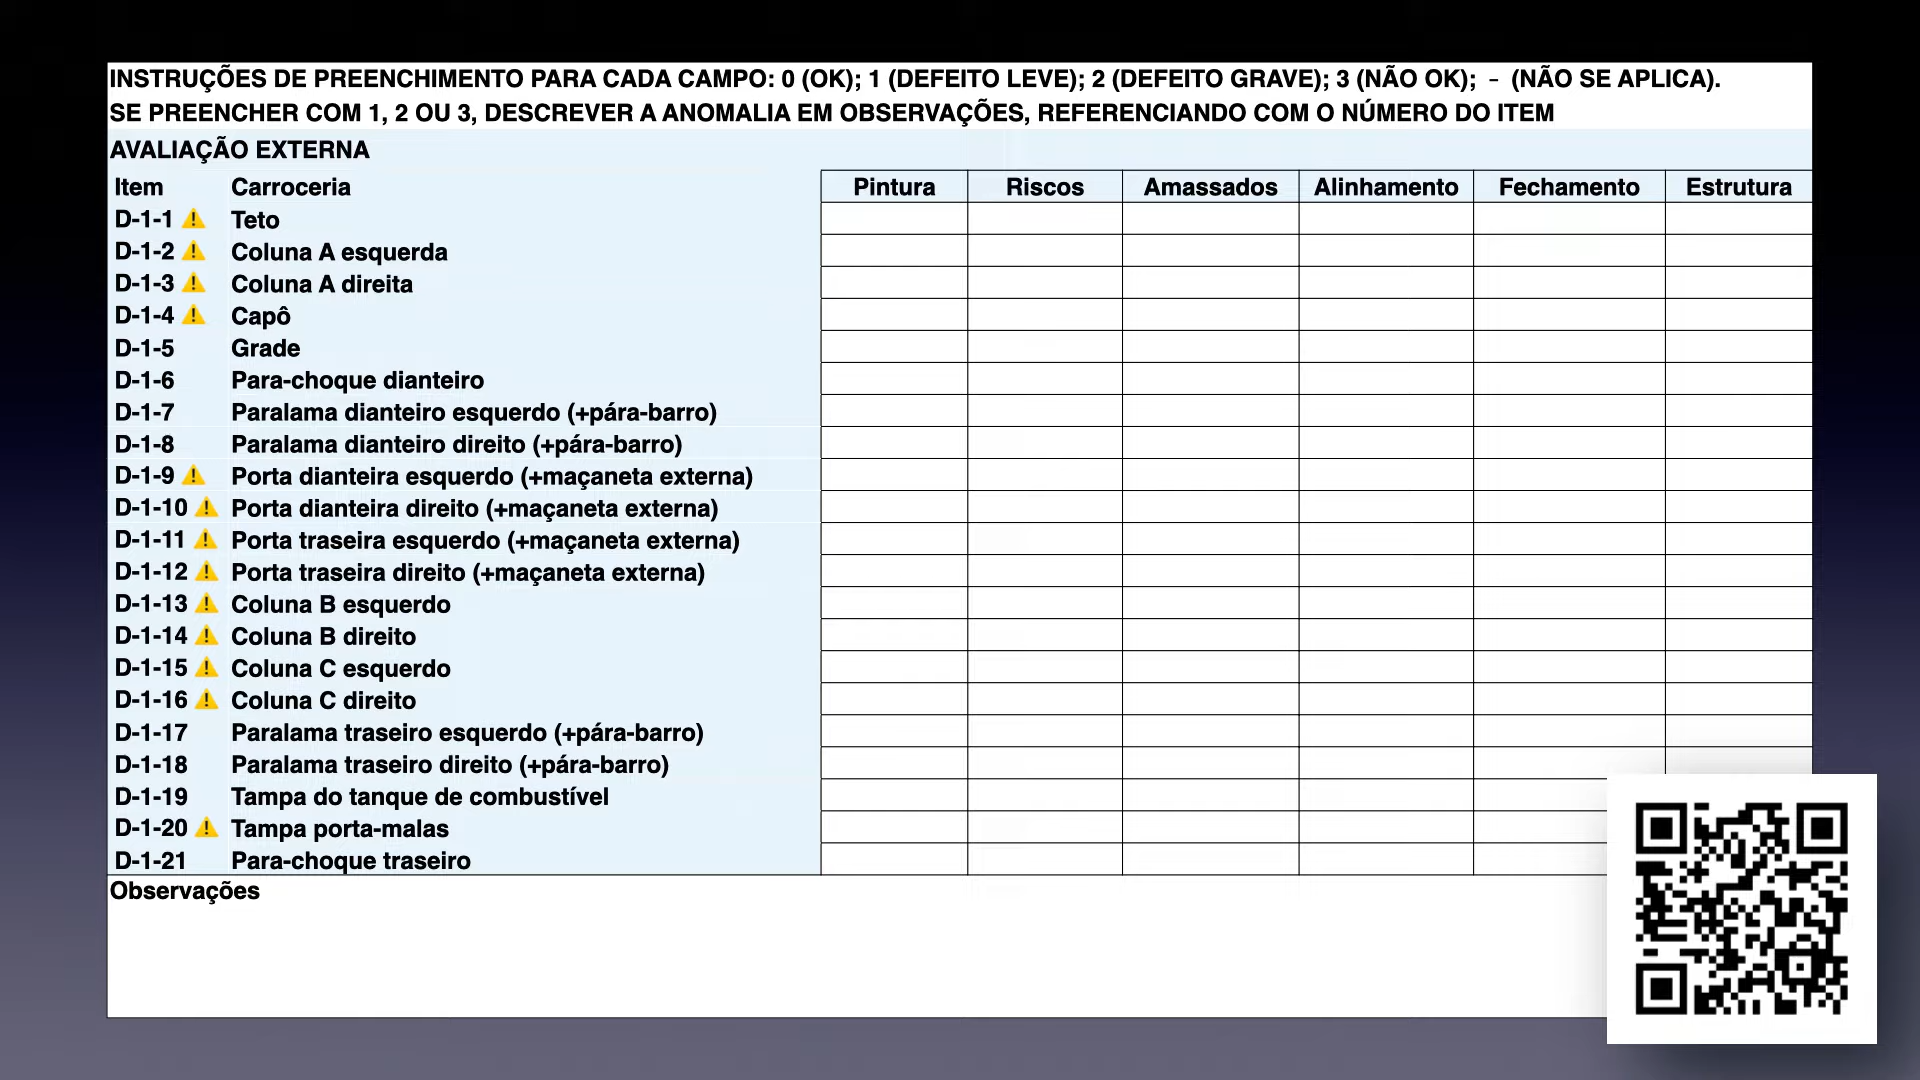 INSTRUÇÕES DE PREENCHIMENTO PARA CADA CAMPO: 0 (OK); 1 (DEFEITO LEVE); 2 (DEFEITO GRAVE); 3 (NÃO OK); - (NÃO SE APLICA).
SE PREENCHER COM 1, 2 OU 3, DESCREVER A ANOMALIA EM OBSERVAÇÕES, REFERENCIANDO COM O NÚMERO DO ITEM
AVALIAÇÃO EXTERNA
Item Carroceria Pintura Riscos Amassados Alinhamento Fechamento Estrutura
D-1-1 ⚠ Teto
D-1-2 ⚠ Coluna A esquerda
D-1-3 ⚠ Coluna A direita
D-1-4 ⚠ Capô
D-1-5 Grade
D-1-6 Para-choque dianteiro
D-1-7 Paralama dianteiro esquerdo (+pára-barro)
D-1-8 Paralama dianteiro direito (+pára-barro)
D-1-9 ⚠ Porta dianteira esquerdo (+maçaneta externa)
D-1-10 ⚠ Porta dianteira direito (+maçaneta externa)
D-1-11 ⚠ Porta traseira esquerdo (+maçaneta externa)
D-1-12 ⚠ Porta traseira direito (+maçaneta externa)
D-1-13 ⚠ Coluna B esquerdo
D-1-14 ⚠ Coluna B direito
D-1-15 ⚠ Coluna C esquerdo
D-1-16 ⚠ Coluna C direito
D-1-17 Paralama traseiro esquerdo (+pára-barro)
D-1-18 Paralama traseiro direito (+pára-barro)
D-1-19 Tampa do tanque de combustível
D-1-20 ⚠ Tampa porta-malas
D-1-21 Para-choque traseiro
Observações